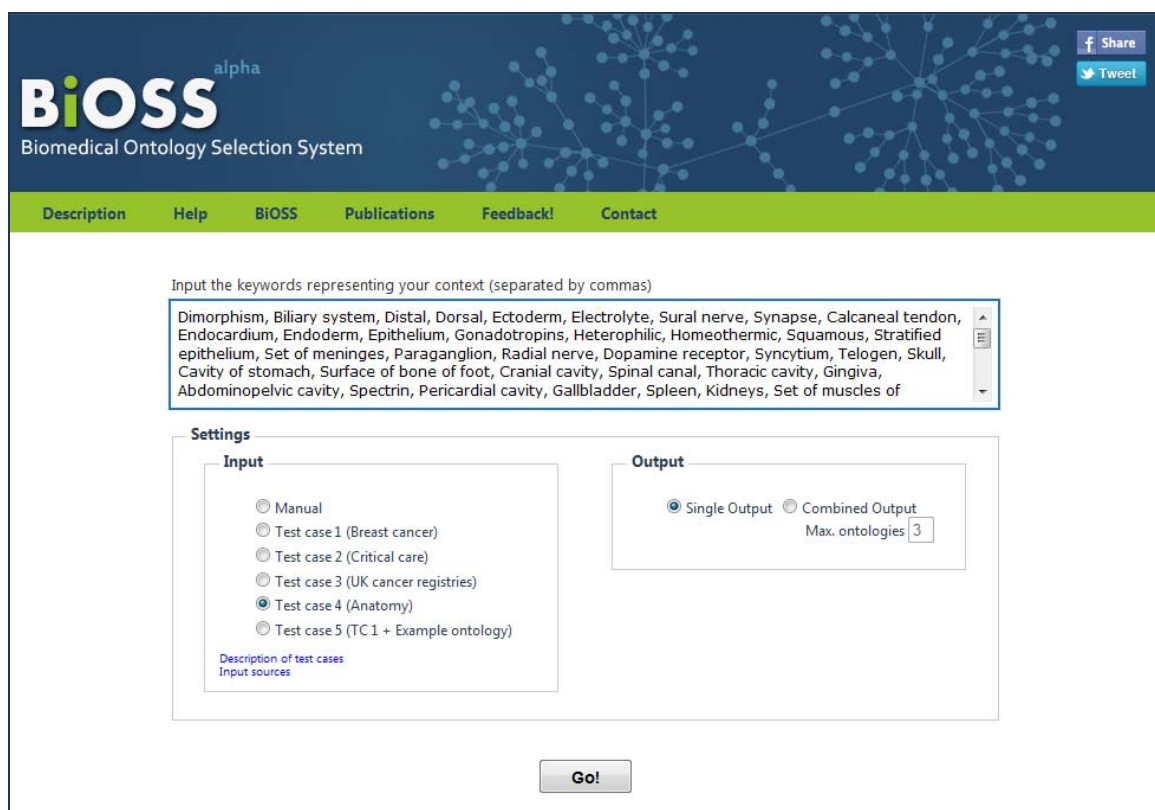 alpha
BiOSS
Biomedical Ontology Selection System
f Share
Tweet
Description Help BiOSS Publications Feedback! Contact
Input the keywords representing your context (separated by commas)
Dimorphism, Biliary system, Distal, Dorsal, Ectoderm, Electrolyte, Sural nerve, Synapse, Calcaneal tendon,
Endocardium, Endoderm, Epithelium, Gonadotropins, Heterophilic, Homeothermic, Squamous, Stratified
epithelium, Set of meninges, Paraganglion, Radial nerve, Dopamine receptor, Syncytium, Telogen, Skull,
Cavity of stomach, Surface of bone of foot, Cranial cavity, Spinal canal, Thoracic cavity, Gingiva,
Abdominopelvic cavity, Spectrin, Pericardial cavity, Gallbladder, Spleen, Kidneys, Set of muscles of
Settings
Input
Manual
Test case 1 (Breast cancer)
Test case 2 (Critical care)
Test case 3 (UK cancer registries)
Test case 4 (Anatomy)
Test case 5 (TC 1 + Example ontology)
Description of test cases
Input sources
Output
Single Output Combined Output
Max. ontologies 3
Go!